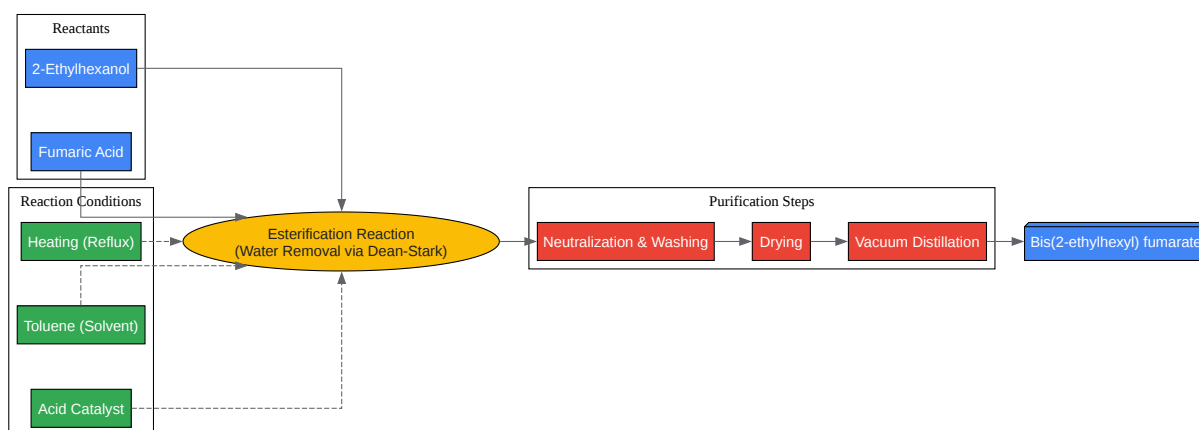 Reactants
2-Ethylhexanol
Fumaric Acid
Reaction Conditions
Heating (Reflux)
Toluene (Solvent)
Acid Catalyst
Esterification Reaction
(Water Removal via Dean-Stark)
Purification Steps
Neutralization & Washing
Drying
Vacuum Distillation
Bis(2-ethylhexyl) fumarate